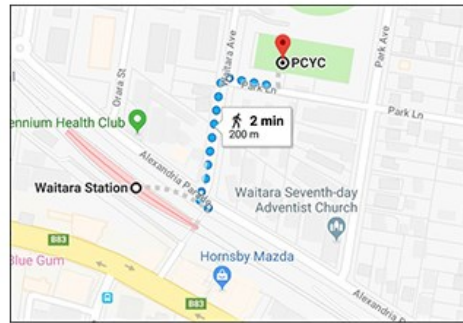 Waitara Ave
Park Ave
Orara St
PCYC
Park Ln
Park Ln
ennium Health Club
2 min
200 m
Alexandria Parade
Waitara Station
Waitara Seventh-day
Adventist Church
B83
Blue Gum
Hornsby Mazda
B83
Alexandria Pa